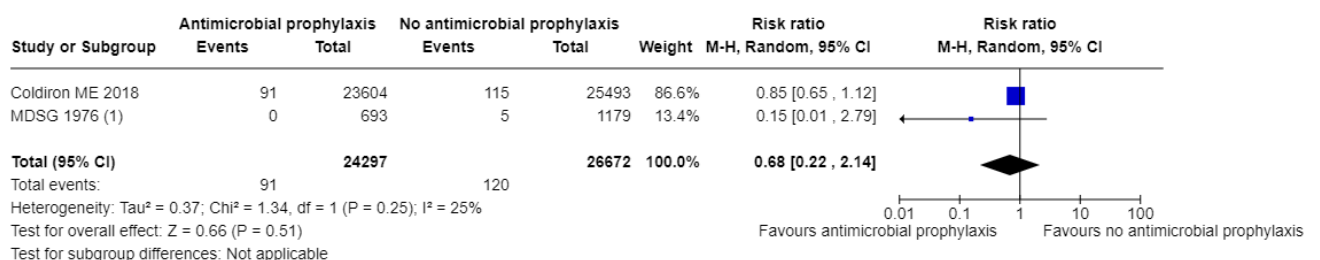 Antimicrobial prophylaxis No antimicrobial prophylaxis Risk ratio Risk ratio
Study or Subgroup Events Total Events Total Weight M-H, Random, 95% CI M-H, Random, 95% CI
Coldiron ME 2018 91 23604 115 25493 86.6% 0.85 [0.65 , 1.12]
MDSG 1976 (1) 0 693 5 1179 13.4% 0.15 [0.01 , 2.79]
Total (95% CI) 24297 26672 100.0% 0.68 [0.22 , 2.14]
Total events: 91 120
Heterogeneity: Tau² = 0.37; Chi² = 1.34, df = 1 (P = 0.25); I² = 25%
0.01 0.1 1 10 100
Test for overall effect: Z = 0.66 (P = 0.51) Favours antimicrobial prophylaxis Favours no antimicrobial prophylaxis
Test for subgroup differences: Not applicable